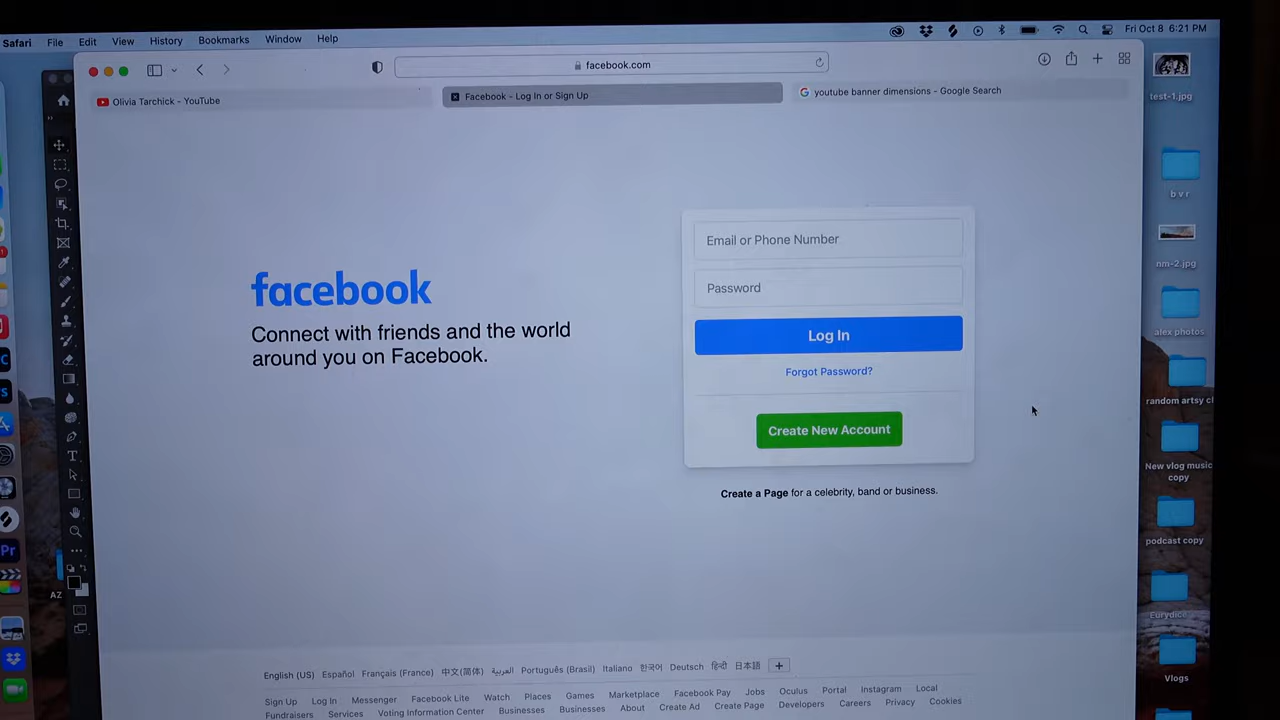 Safari File Edit View History Bookmarks Window Help Fri Oct 8 6:21 PM
facebook.com
Olivia Tarchick - YouTube
Facebook - Log In or Sign Up
youtube banner dimensions - Google Search
facebook
Connect with friends and the world
around you on Facebook.
Email or Phone Number
Password
Log In
Forgot Password?
Create New Account
Create a Page for a celebrity, band or business.
English (US) Español Français (France) 中文(简体) العربية Português (Brasil) Italiano 한국어 Deutsch हिन्दी 日本語 +
Sign Up Log In Messenger Facebook Lite Watch Places Games Marketplace Facebook Pay Jobs Oculus Portal Instagram Local
Fundraisers Services Voting Information Center Businesses Businesses About Create Ad Create Page Developers Careers Privacy Cookies
test-1.jpg
b v r
nm-2.jpg
alex photos
random artsy cl
New vlog music
copy
podcast copy
Eurydice
Vlogs
AZ
Pr